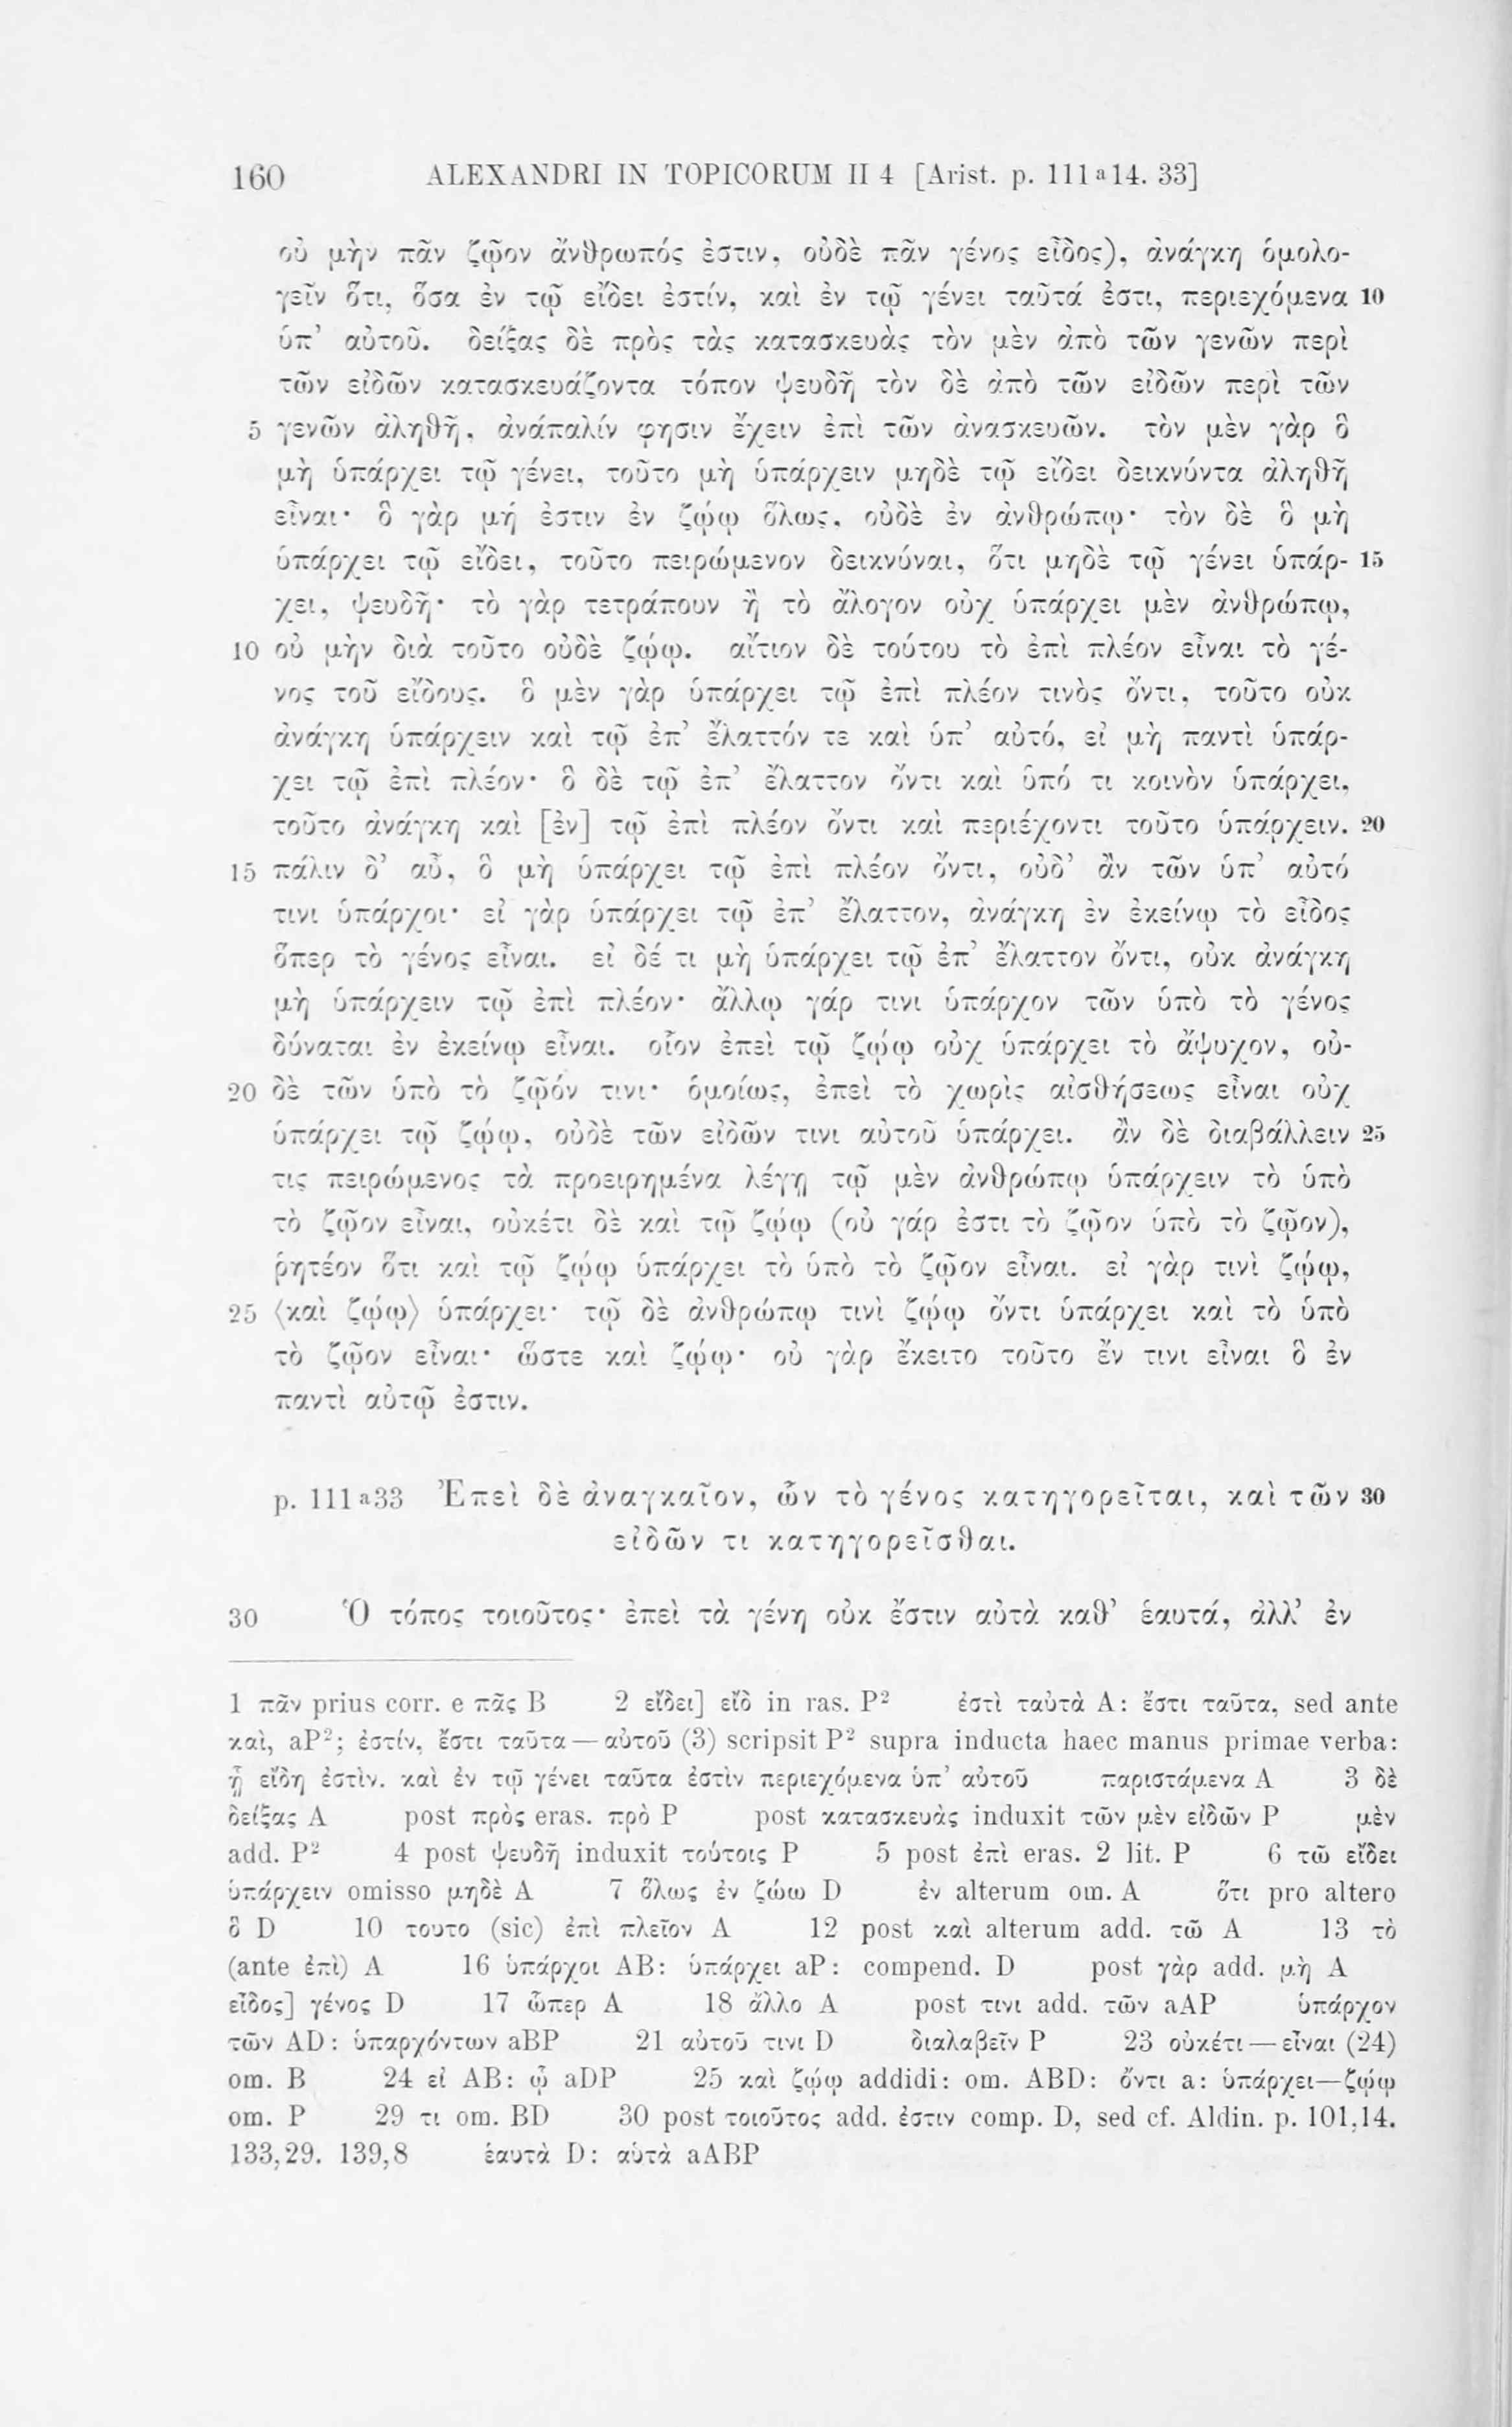 160 ALEXANDRI IN TOPICORUM II 4 [Arist. p. 111ª14. 33]
οὐ μὴν πᾶν ζῷον ἄνθρωπός ἐστιν, οὐδὲ πᾶν γένος εἶδος), ἀνάγκη ὁμολο-
γεῖν ὅτι, ὅσα ἐν τῷ εἴδει ἐστίν, καὶ ἐν τῷ γένει ταῦτά ἐστι, περιεχόμενα 10
ὑπ’ αὐτοῦ. δείξας δὲ πρὸς τὰς κατασκευὰς τὸν μὲν ἀπὸ τῶν γενῶν περὶ
τῶν εἰδῶν κατασκευάζοντα τόπον ψευδῆ τὸν δὲ ἀπὸ τῶν εἰδῶν περὶ τῶν
5 γενῶν ἀληθῆ, ἀνάπαλίν φησιν ἔχειν ἐπὶ τῶν ἀνασκευῶν. τὸν μὲν γὰρ ὃ
μὴ ὑπάρχει τῷ γένει, τοῦτο μὴ ὑπάρχειν μηδὲ τῷ εἴδει δεικνύντα ἀληθῆ
εἶναι· ὃ γὰρ μή ἐστιν ἐν ζῴῳ ὅλως, οὐδὲ ἐν ἀνθρώπῳ· τὸν δὲ ὃ μὴ
ὑπάρχει τῷ εἴδει, τοῦτο πειρώμενον δεικνύναι, ὅτι μηδὲ τῷ γένει ὑπάρ- 15
χει, ψευδῆ· τὸ γὰρ τετράπουν ἢ τὸ ἄλογον οὐχ ὑπάρχει μὲν ἀνθρώπῳ,
10 οὐ μὴν διὰ τοῦτο οὐδὲ ζῴῳ. αἴτιον δὲ τούτου τὸ ἐπὶ πλέον εἶναι τὸ γέ-
νος τοῦ εἴδους. ὃ μὲν γὰρ ὑπάρχει τῷ ἐπὶ πλέον τινὸς ὄντι, τοῦτο οὐκ
ἀνάγκη ὑπάρχειν καὶ τῷ ἐπ’ ἔλαττόν τε καὶ ὑπ’ αὐτό, εἰ μὴ παντὶ ὑπάρ-
χει τῷ ἐπὶ πλέον· ὃ δὲ τῷ ἐπ’ ἔλαττον ὄντι καὶ ὑπό τι κοινὸν ὑπάρχει,
τοῦτο ἀνάγκη καὶ [ἐν] τῷ ἐπὶ πλέον ὄντι καὶ περιέχοντι τοῦτο ὑπάρχειν. 20
15 πάλιν δ’ αὖ, ὃ μὴ ὑπάρχει τῷ ἐπὶ πλέον ὄντι, οὐδ’ ἂν τῶν ὑπ’ αὐτό
τινι ὑπάρχοι· εἰ γὰρ ὑπάρχει τῷ ἐπ’ ἔλαττον, ἀνάγκη ἐν ἐκείνῳ τὸ εἶδος
ὅπερ τὸ γένος εἶναι. εἰ δέ τι μὴ ὑπάρχει τῷ ἐπ’ ἔλαττον ὄντι, οὐκ ἀνάγκη
μὴ ὑπάρχειν τῷ ἐπὶ πλέον· ἄλλῳ γάρ τινι ὑπάρχον τῶν ὑπὸ τὸ γένος
δύναται ἐν ἐκείνῳ εἶναι. οἷον ἐπεὶ τῷ ζῴῳ οὐχ ὑπάρχει τὸ ἄψυχον, οὐ-
20 δὲ τῶν ὑπὸ τὸ ζῷόν τινι· ὁμοίως, ἐπεὶ τὸ χωρὶς αἰσθήσεως εἶναι οὐχ
ὑπάρχει τῷ ζῴῳ, οὐδὲ τῶν εἰδῶν τινι αὐτοῦ ὑπάρχει. ἂν δὲ διαβάλλειν 25
τις πειρώμενος τὰ προειρημένα λέγῃ τῷ μὲν ἀνθρώπῳ ὑπάρχειν τὸ ὑπὸ
τὸ ζῷον εἶναι, οὐκέτι δὲ καὶ τῷ ζῴῳ (οὐ γάρ ἐστι τὸ ζῷον ὑπὸ τὸ ζῷον),
ῥητέον ὅτι καὶ τῷ ζῴῳ ὑπάρχει τὸ ὑπὸ τὸ ζῷον εἶναι. εἰ γὰρ τινὶ ζῴῳ,
25 ⟨καὶ ζῴῳ⟩ ὑπάρχει· τῷ δὲ ἀνθρώπῳ τινὶ ζῴῳ ὄντι ὑπάρχει καὶ τὸ ὑπὸ
τὸ ζῷον εἶναι· ὥστε καὶ ζῴῳ· οὐ γὰρ ἔκειτο τοῦτο ἔν τινι εἶναι ὃ ἐν
παντὶ αὐτῷ ἐστιν.
p. 111ª33 Ἐπεὶ δὲ ἀναγκαῖον, ὧν τὸ γένος κατηγορεῖται, καὶ τῶν 30
εἰδῶν τι κατηγορεῖσθαι.
30 Ὁ τόπος τοιοῦτος· ἐπεὶ τὰ γένη οὐκ ἔστιν αὐτὰ καθ’ ἑαυτά, ἀλλ’ ἐν
1 πᾶν prius corr. e πᾶς B 2 εἴδει] εἴδ in ras. P² ἐστὶ ταὐτὰ A: ἔστι ταῦτα, sed ante
καὶ, aP²; ἐστίν, ἔστι ταῦτα — αὐτοῦ (3) scripsit P² supra inducta haec manus primae verba:
ᾗ εἴδη ἐστὶν. καὶ ἐν τῷ γένει ταῦτα ἐστὶν περιεχόμενα ὑπ’ αὐτοῦ παριστάμενα A 3 δὲ
δείξας A post πρὸς eras. πρὸ P post κατασκευὰς induxit τῶν μὲν εἰδῶν P μὲν
add. P² 4 post ψευδῆ induxit τούτοις P 5 post ἐπὶ eras. 2 lit. P 6 τῶ εἴδει
ὑπάρχειν omisso μηδὲ A 7 ὅλως ἐν ζώω D ἐν alterum om. A ὅτι pro altero
ὃ D 10 τουτο (sic) ἐπὶ πλεῖον A 12 post καὶ alterum add. τῶ A 13 τὸ
(ante ἐπὶ) A 16 ὑπάρχοι AB: ὑπάρχει aP: compend. D post γὰρ add. μὴ A
εἶδος] γένος D 17 ὥπερ A 18 ἄλλο A post τινι add. τῶν aAP ὑπάρχον
τῶν AD: ὑπαρχόντων aBP 21 αὐτοῦ τινι D διαλαβεῖν P 23 οὐκέτι — εἶναι (24)
om. B 24 εἰ AB: ᾧ aDP 25 καὶ ζῴῳ addidi: om. ABD: ὄντι a: ὑπάρχει—ζῴῳ
om. P 29 τι om. BD 30 post τοιοῦτος add. ἐστιν comp. D, sed cf. Aldin. p. 101,14.
133,29. 139,8 ἑαυτὰ D: αὑτὰ aABP